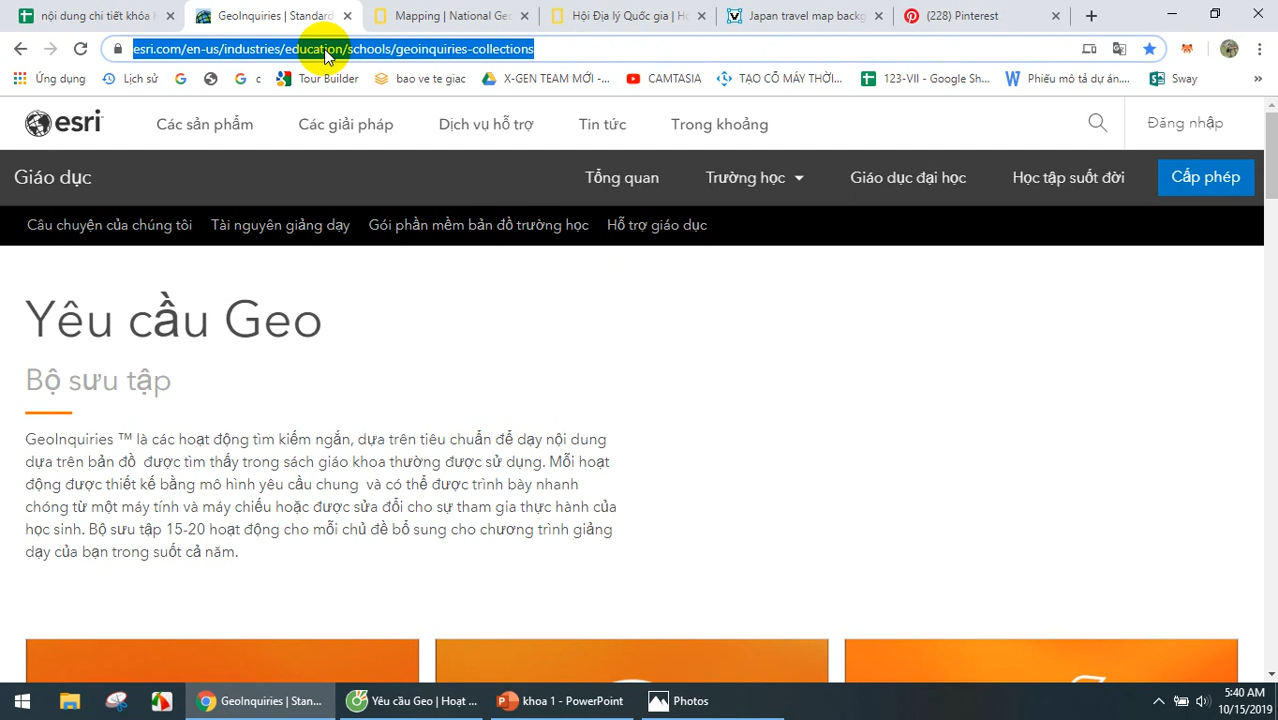 nội dung chi tiết khóa h
GeoInquiries | Standard
Mapping | National Geo
Hội Địa lý Quốc gia | Ho
Japan travel map backg
(228) Pinterest
esri.com/en-us/industries/education/schools/geoinquiries-collections
Ứng dụng
Lịch sử
G
G c
Tour Builder
bao ve te giac
X-GEN TEAM MỚI -...
CAMTASIA
TẠO CỖ MÁY THỜI...
123-VII - Google Sh...
Phiếu mô tả dự án....
Sway
»
esri
Các sản phẩm
Các giải pháp
Dịch vụ hỗ trợ
Tin tức
Trong khoảng
Đăng nhập
Giáo dục
Tổng quan
Trường học
Giáo dục đại học
Học tập suốt đời
Cấp phép
Câu chuyện của chúng tôi
Tài nguyên giảng dạy
Gói phần mềm bản đồ trường học
Hỗ trợ giáo dục
Yêu cầu Geo
Bộ sưu tập
GeoInquiries ™ là các hoạt động tìm kiếm ngắn, dựa trên tiêu chuẩn để dạy nội dung
dựa trên bản đồ được tìm thấy trong sách giáo khoa thường được sử dụng. Mỗi hoạt
động được thiết kế bằng mô hình yêu cầu chung và có thể được trình bày nhanh
chóng từ một máy tính và máy chiếu hoặc được sửa đổi cho sự tham gia thực hành của
học sinh. Bộ sưu tập 15-20 hoạt động cho mỗi chủ đề bổ sung cho chương trình giảng
dạy của bạn trong suốt cả năm.
GeoInquiries | Stan...
Yêu cầu Geo | Hoạt ...
khoa 1 - PowerPoint
Photos
5:40 AM
10/15/2019